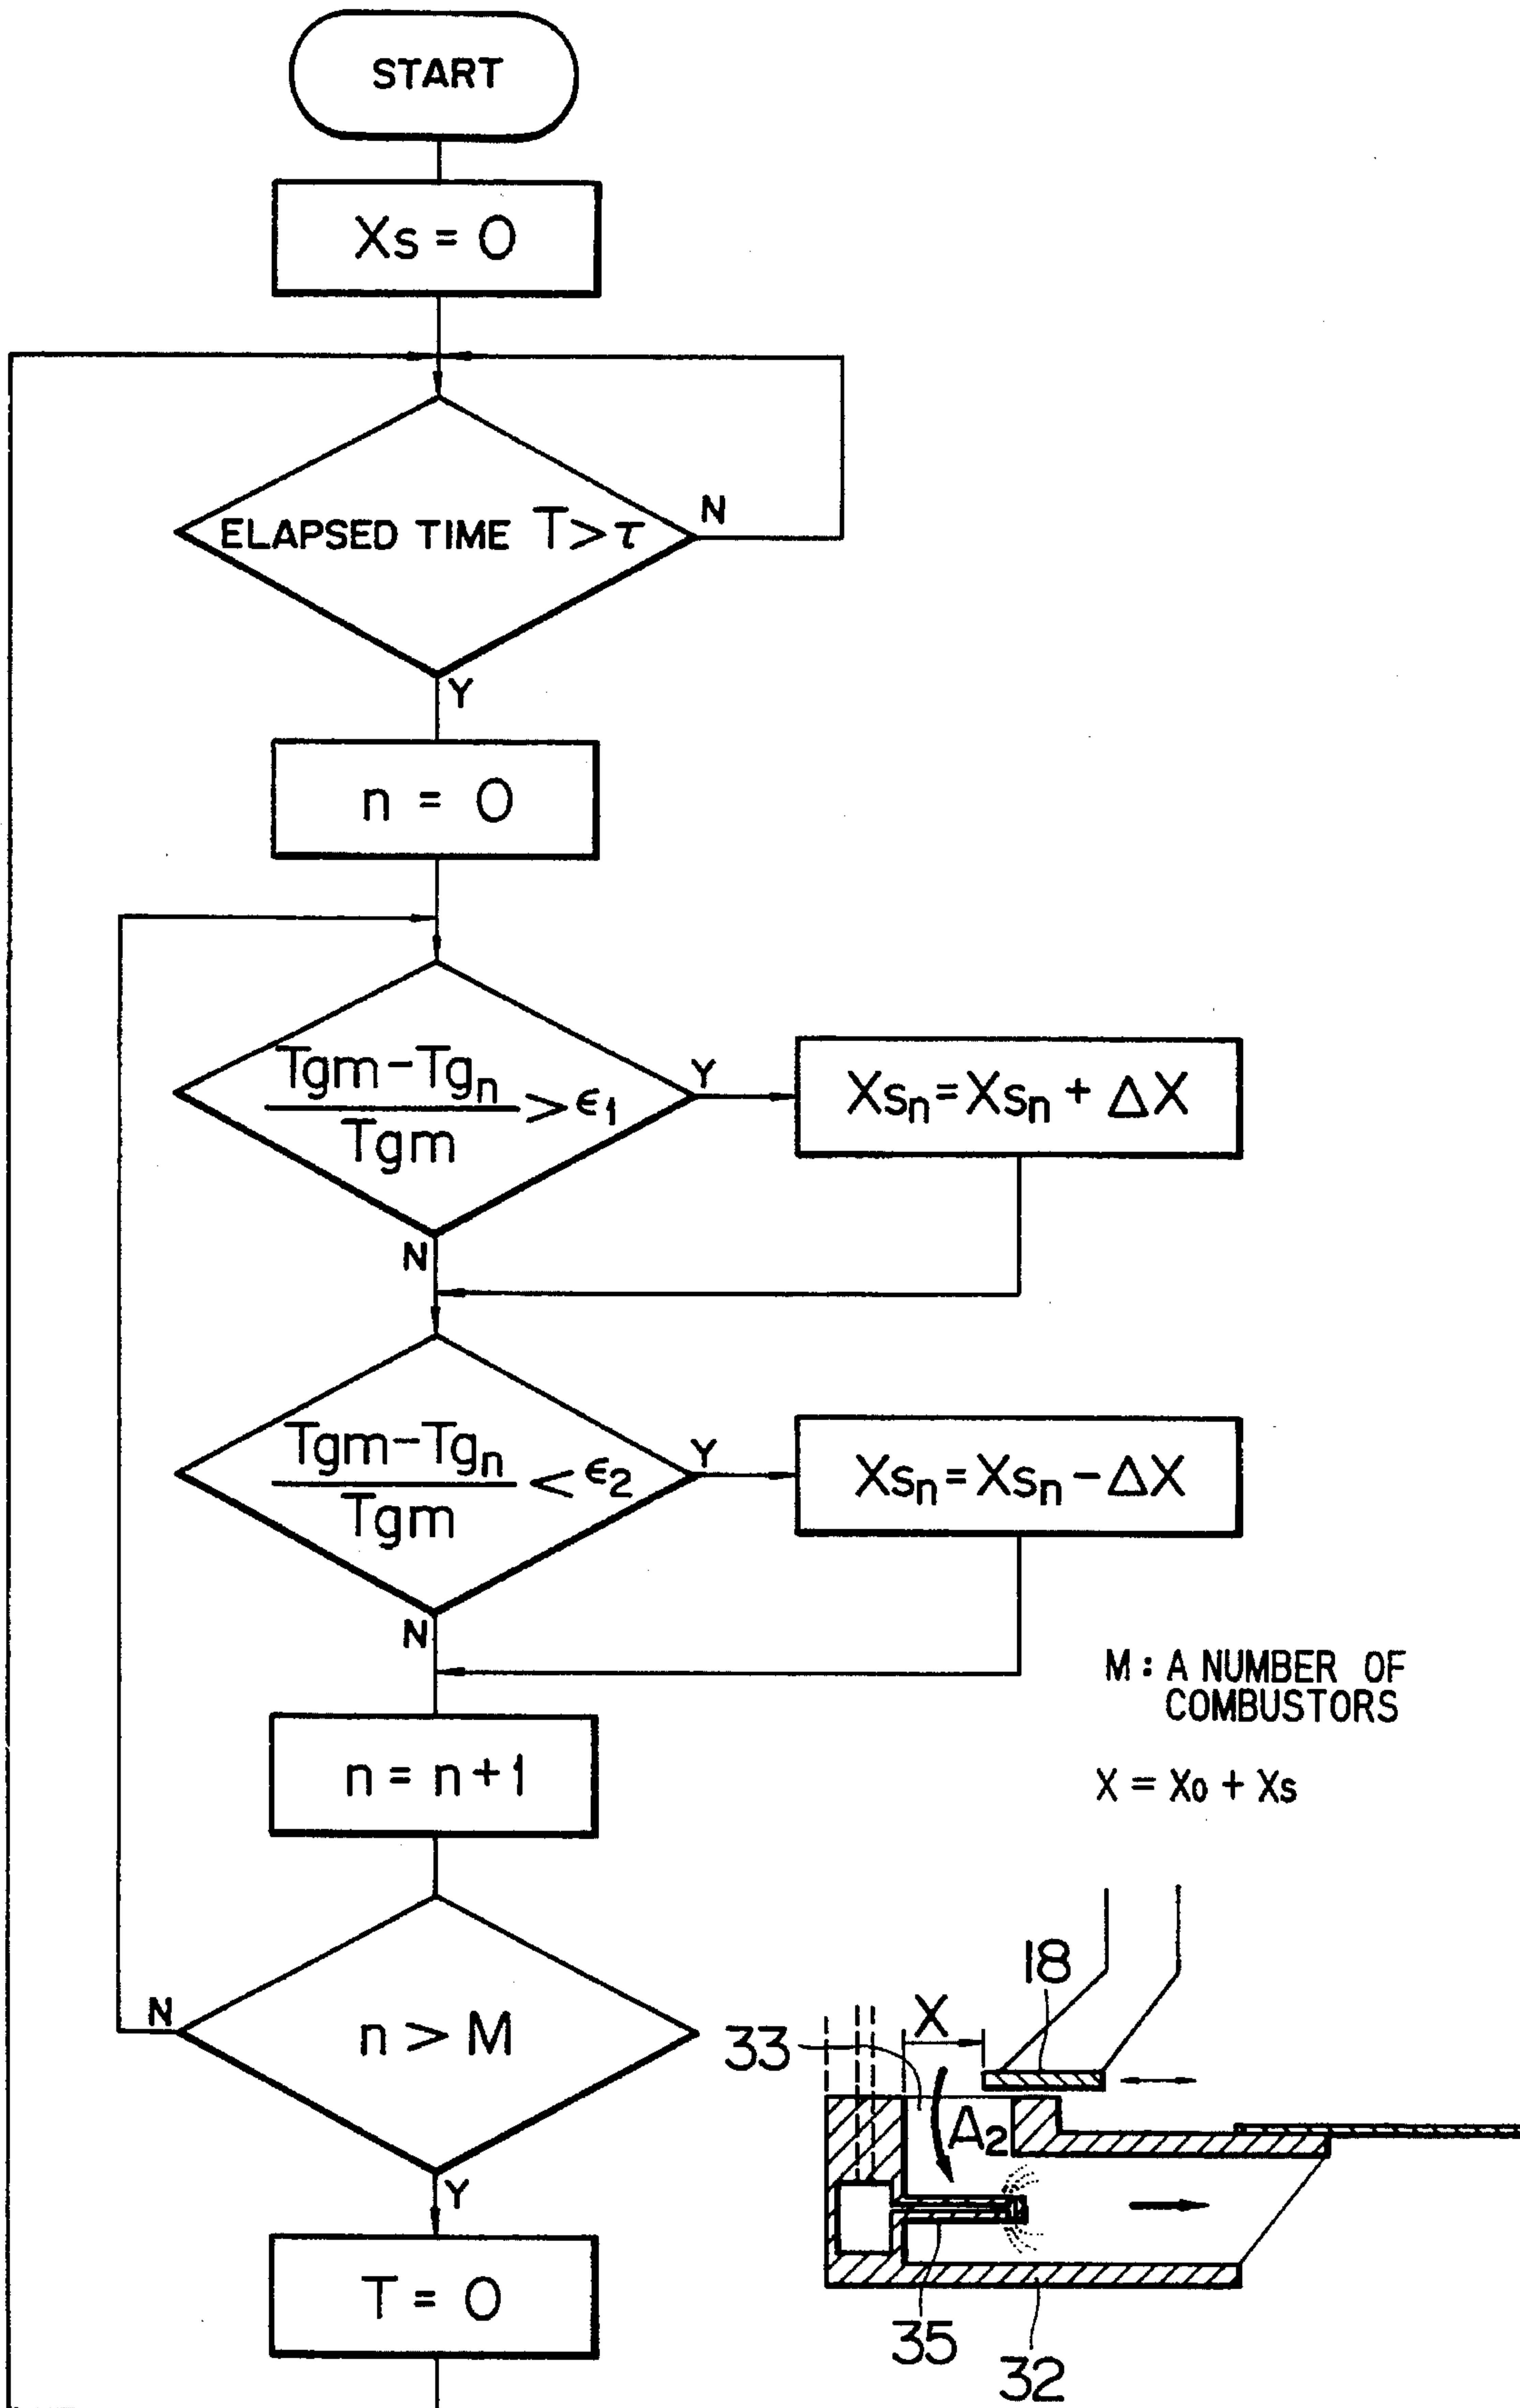 START
Xs = 0
ELAPSED TIME T > τ
N
Y
n = 0
Tgm − Tgn
Tgm
> ϵ1
Y
Xsn = Xsn + ΔX
N
Tgm − Tgn
Tgm
< ϵ2
Y
Xsn = Xsn − ΔX
N
M : A NUMBER OF
COMBUSTORS
n = n+1
X = X0 + Xs
n > M
N
Y
T = 0
18
X
33
A2
35
32